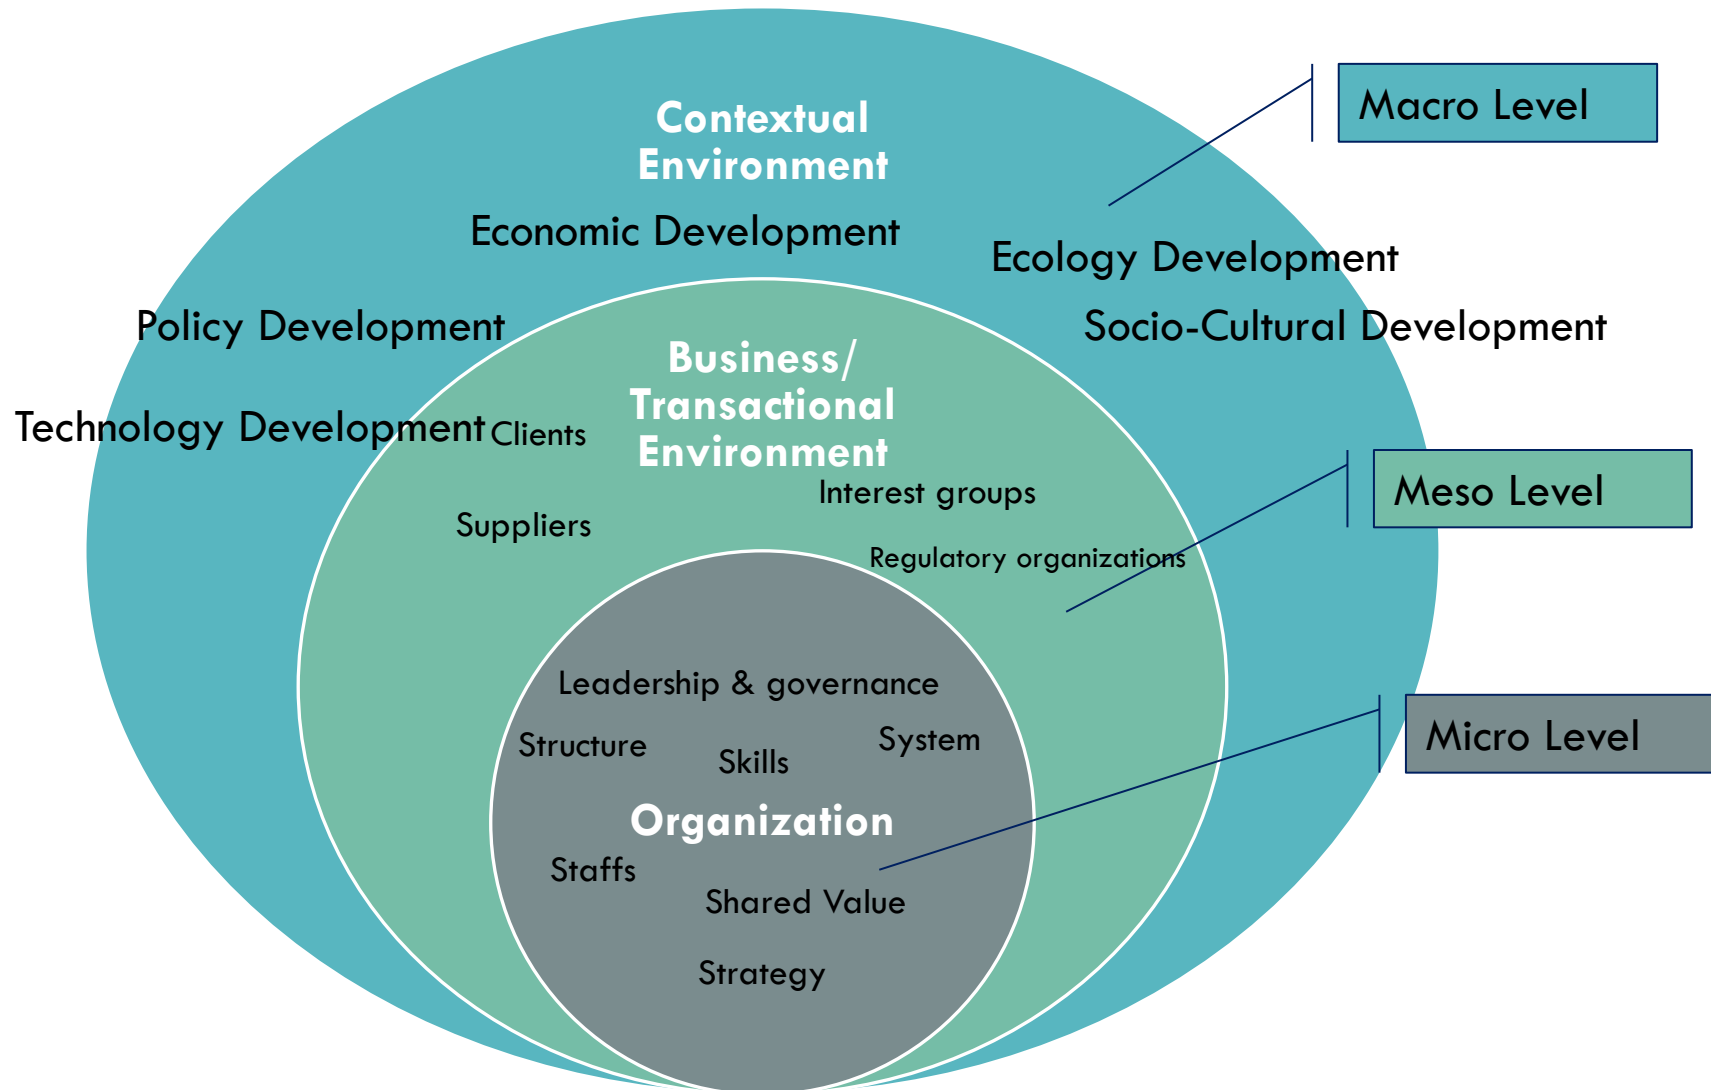 Contextual
Environment
Macro Level
Economic Development
Ecology Development
Policy Development
Socio-Cultural Development
Business/
Transactional
Environment
Technology Development
Clients
Interest groups
Meso Level
Suppliers
Regulatory organizations
Leadership & governance
Structure
Skills
System
Micro Level
Organization
Staffs
Shared Value
Strategy